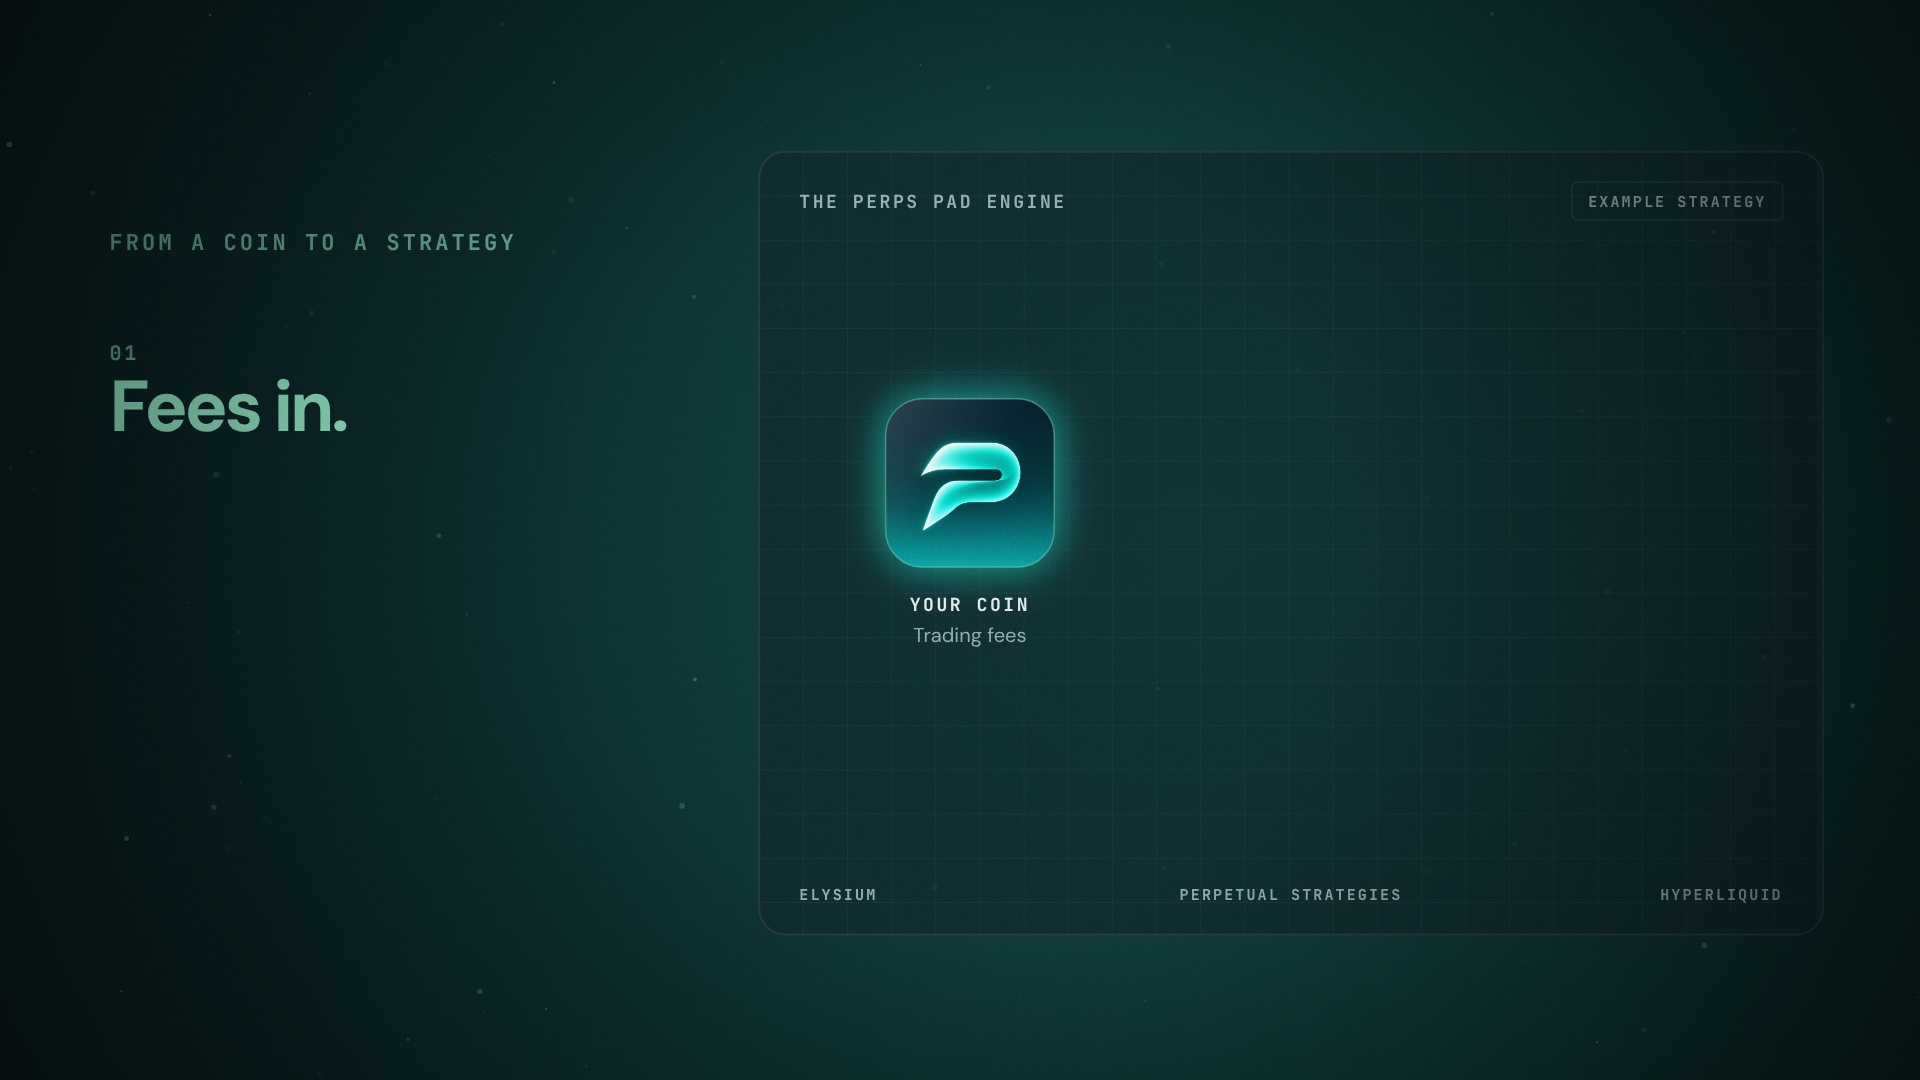 FROM A COIN TO A STRATEGY
01
Fees in.
THE PERPS PAD ENGINE
EXAMPLE STRATEGY
YOUR COIN
Trading fees
ELYSIUM
PERPETUAL STRATEGIES
HYPERLIQUID